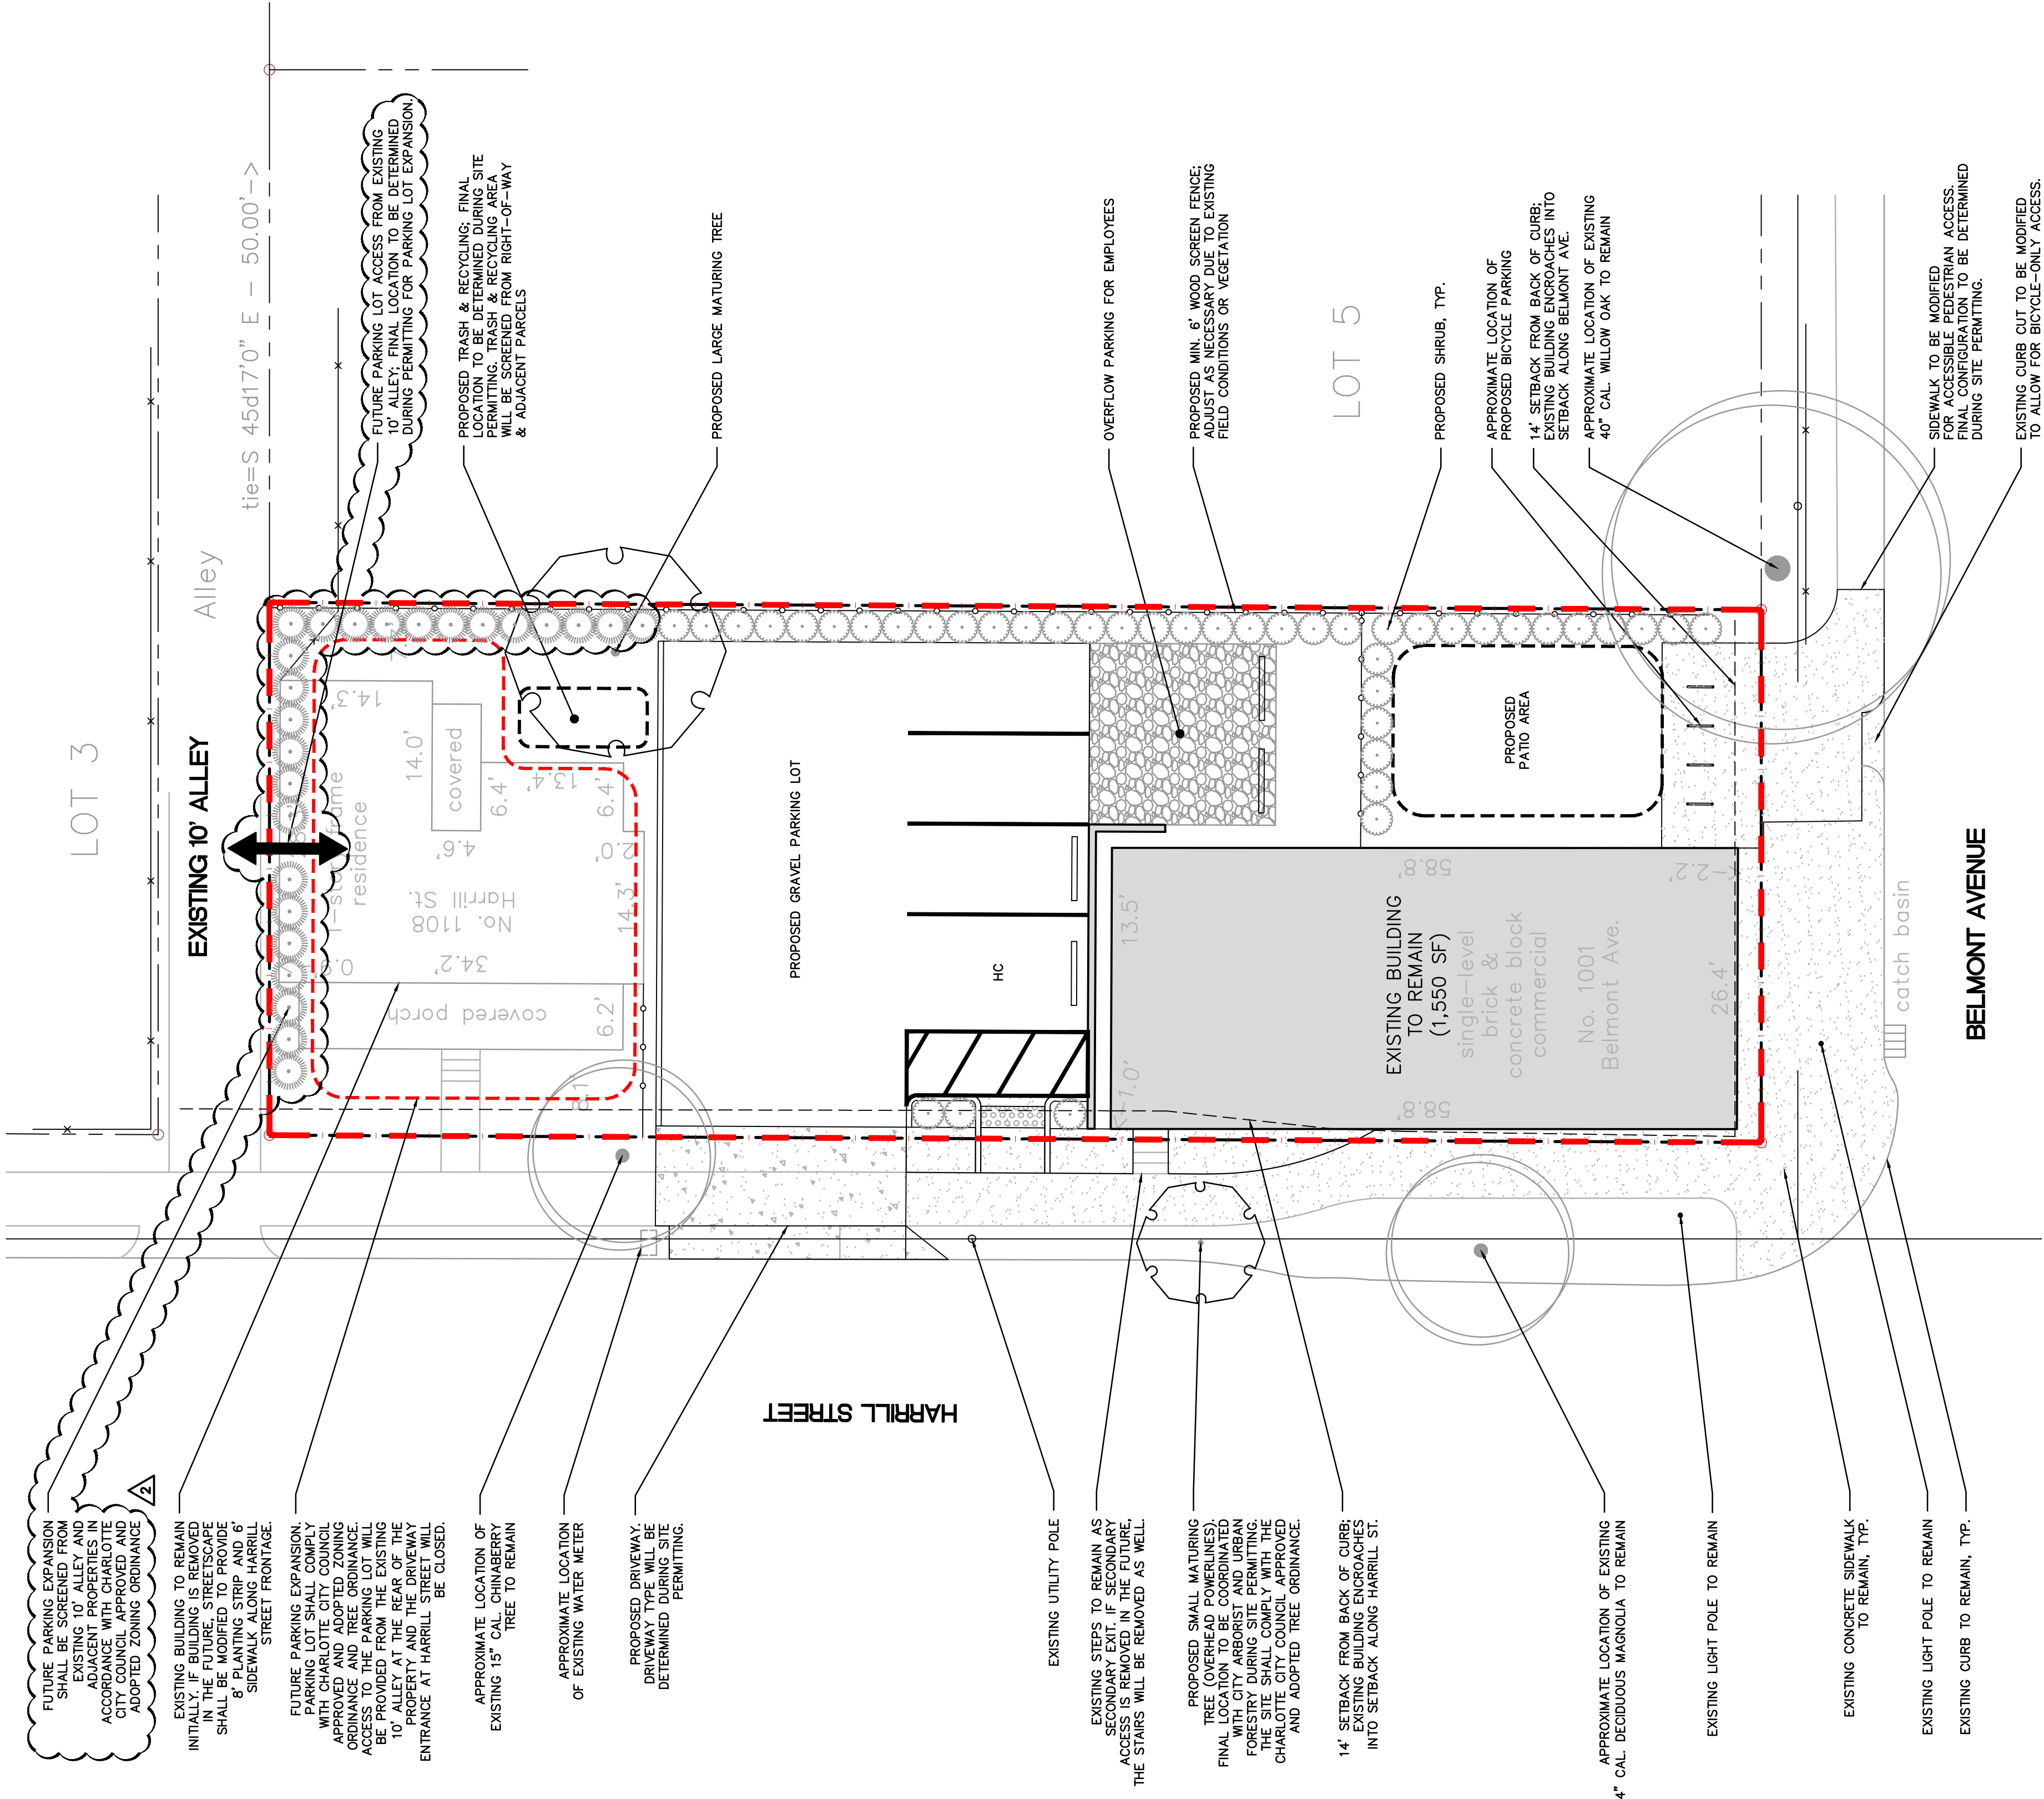 FUTURE PARKING EXPANSION
SHALL BE SCREENED FROM
EXISTING 10' ALLEY AND
ADJACENT PROPERTIES IN
ACCORDANCE WITH CHARLOTTE
CITY COUNCIL APPROVED AND
ADOPTED ZONING ORDINANCE
2
EXISTING BUILDING TO REMAIN
INITIALLY. IF BUILDING IS REMOVED
IN THE FUTURE, STREETSCAPE
SHALL BE MODIFIED TO PROVIDE
8' PLANTING STRIP AND 6'
SIDEWALK ALONG HARRILL
STREET FRONTAGE.
FUTURE PARKING EXPANSION.
PARKING LOT SHALL COMPLY
WITH CHARLOTTE CITY COUNCIL
APPROVED AND ADOPTED ZONING
ORDINANCE AND TREE ORDINANCE.
ACCESS TO THE PARKING LOT WILL
BE PROVIDED FROM THE EXISTING
10' ALLEY AT THE REAR OF THE
PROPERTY AND THE DRIVEWAY
ENTRANCE AT HARRILL STREET WILL
BE CLOSED.
APPROXIMATE LOCATION OF
EXISTING 15" CAL. CHINABERRY
TREE TO REMAIN
APPROXIMATE LOCATION
OF EXISTING WATER METER
PROPOSED DRIVEWAY.
DRIVEWAY TYPE WILL BE
DETERMINED DURING SITE
PERMITTING.
EXISTING UTILITY POLE
EXISTING STEPS TO REMAIN AS
SECONDARY EXIT. IF SECONDARY
ACCESS IS REMOVED IN THE FUTURE,
THE STAIRS WILL BE REMOVED AS WELL.
PROPOSED SMALL MATURING
TREE (OVERHEAD POWERLINES).
FINAL LOCATION TO BE COORDINATED
WITH CITY ARBORIST AND URBAN
FORESTRY DURING SITE PERMITTING.
THE SITE SHALL COMPLY WITH THE
CHARLOTTE CITY COUNCIL APPROVED
AND ADOPTED TREE ORDINANCE.
14' SETBACK FROM BACK OF CURB;
EXISTING BUILDING ENCROACHES
INTO SETBACK ALONG HARRILL ST.
APPROXIMATE LOCATION OF EXISTING
4" CAL. DECIDUOUS MAGNOLIA TO REMAIN
EXISTING LIGHT POLE TO REMAIN
EXISTING CONCRETE SIDEWALK
TO REMAIN, TYP.
EXISTING LIGHT POLE TO REMAIN
EXISTING CURB TO REMAIN, TYP.
HARRILL STREET
LOT 3
EXISTING 10' ALLEY
Alley
tie=S 45d17'0" E - 50.00'->
frame
residence
14.3'
14.0'
covered
6.4'
13.4'
6.4'
4.6'
2.0'
No. 1108
Harrill St.
14.3'
34.2'
0.9'
covered porch
6.2'
8.1'
PROPOSED GRAVEL PARKING LOT
HC
13.5'
1.0'
EXISTING BUILDING
TO REMAIN
(1,550 SF)
single-level
brick &
concrete block
commercial
No. 1001
Belmont Ave.
58.8'
58.8'
26.4'
2.2'
PROPOSED
PATIO AREA
catch basin
BELMONT AVENUE
LOT 5
FUTURE PARKING LOT ACCESS FROM EXISTING
10' ALLEY; FINAL LOCATION TO BE DETERMINED
DURING PERMITTING FOR PARKING LOT EXPANSION.
PROPOSED TRASH & RECYCLING; FINAL
LOCATION TO BE DETERMINED DURING SITE
PERMITTING. TRASH & RECYCLING AREA
WILL BE SCREENED FROM RIGHT-OF-WAY
& ADJACENT PARCELS
PROPOSED LARGE MATURING TREE
OVERFLOW PARKING FOR EMPLOYEES
PROPOSED MIN. 6' WOOD SCREEN FENCE;
ADJUST AS NECESSARY DUE TO EXISTING
FIELD CONDITIONS OR VEGETATION
PROPOSED SHRUB, TYP.
APPROXIMATE LOCATION OF
PROPOSED BICYCLE PARKING
14' SETBACK FROM BACK OF CURB;
EXISTING BUILDING ENCROACHES INTO
SETBACK ALONG BELMONT AVE.
APPROXIMATE LOCATION OF EXISTING
40" CAL. WILLOW OAK TO REMAIN
SIDEWALK TO BE MODIFIED
FOR ACCESSIBLE PEDESTRIAN ACCESS.
FINAL CONFIGURATION TO BE DETERMINED
DURING SITE PERMITTING.
EXISTING CURB CUT TO BE MODIFIED
TO ALLOW FOR BICYCLE-ONLY ACCESS.